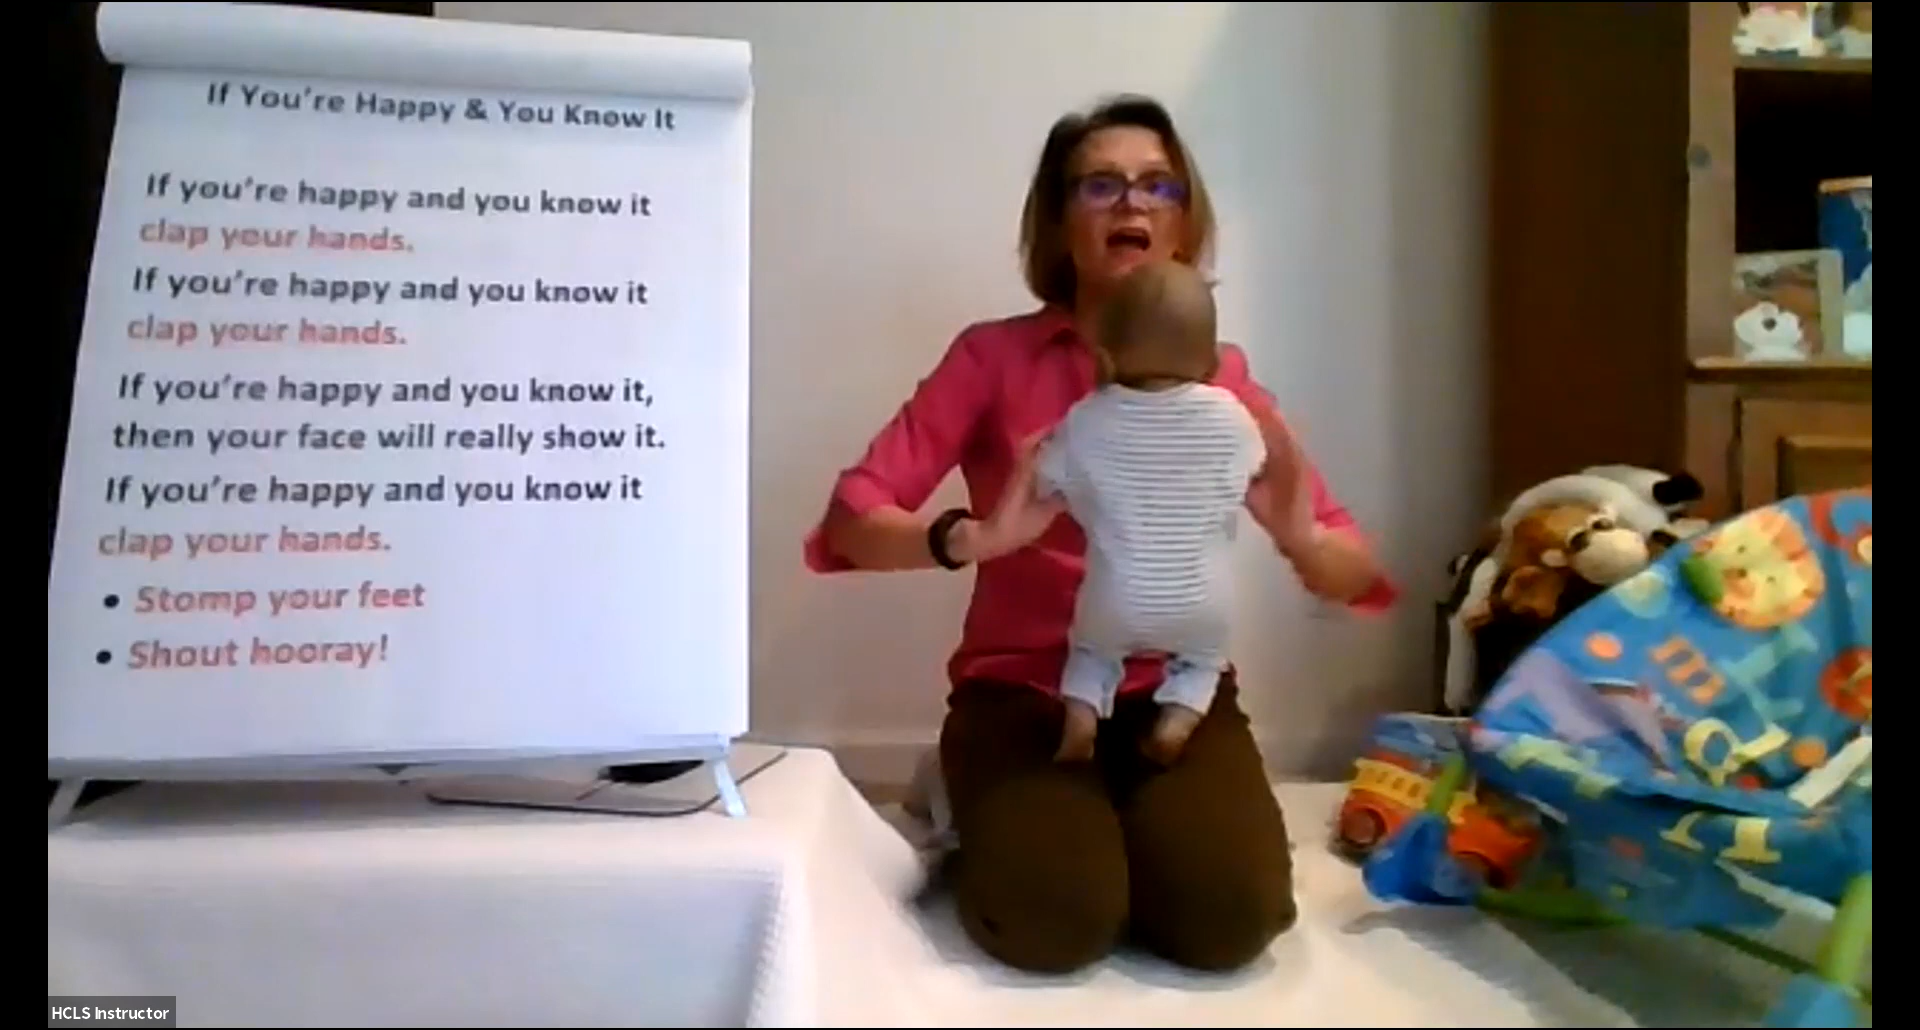 If You're Happy & You Know It
If you're happy and you know it
clap your hands.
If you're happy and you know it
clap your hands.
If you're happy and you know it,
then your face will really show it.
If you're happy and you know it
clap your hands.
• Stomp your feet
• Shout hooray!
HCLS Instructor